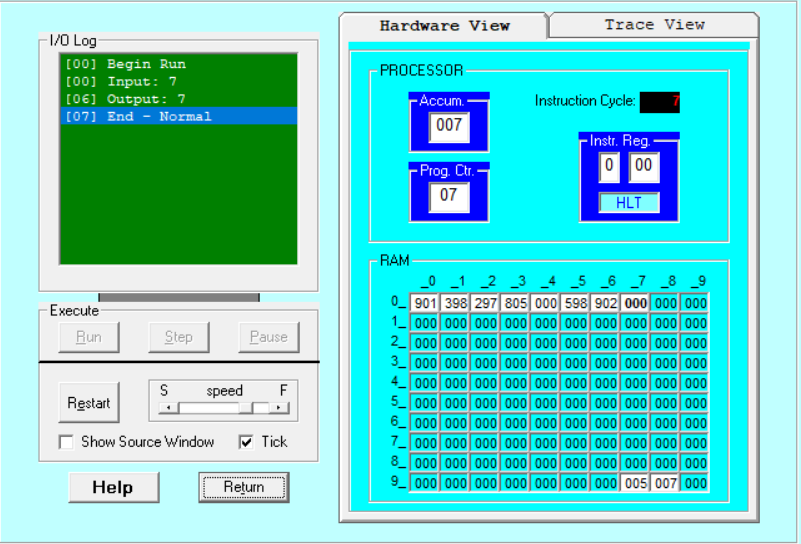 Hardware View
Trace View
I/O Log
[00] Begin Run
[00] Input: 7
[06] Output: 7
[07] End - Normal
PROCESSOR
Accum.
007
Instruction Cycle: 7
Prog. Ctr.
07
Instr. Reg.
0 00
HLT
RAM
_0 _1 _2 _3 _4 _5 _6 _7 _8 _9
0_ 901 398 297 805 000 598 902 000 000 000
1_ 000 000 000 000 000 000 000 000 000 000
2_ 000 000 000 000 000 000 000 000 000 000
3_ 000 000 000 000 000 000 000 000 000 000
4_ 000 000 000 000 000 000 000 000 000 000
5_ 000 000 000 000 000 000 000 000 000 000
6_ 000 000 000 000 000 000 000 000 000 000
7_ 000 000 000 000 000 000 000 000 000 000
8_ 000 000 000 000 000 000 000 000 000 000
9_ 000 000 000 000 000 000 000 005 007 000
Execute
Run Step Pause
Restart
S speed F
Show Source Window Tick
Help Return